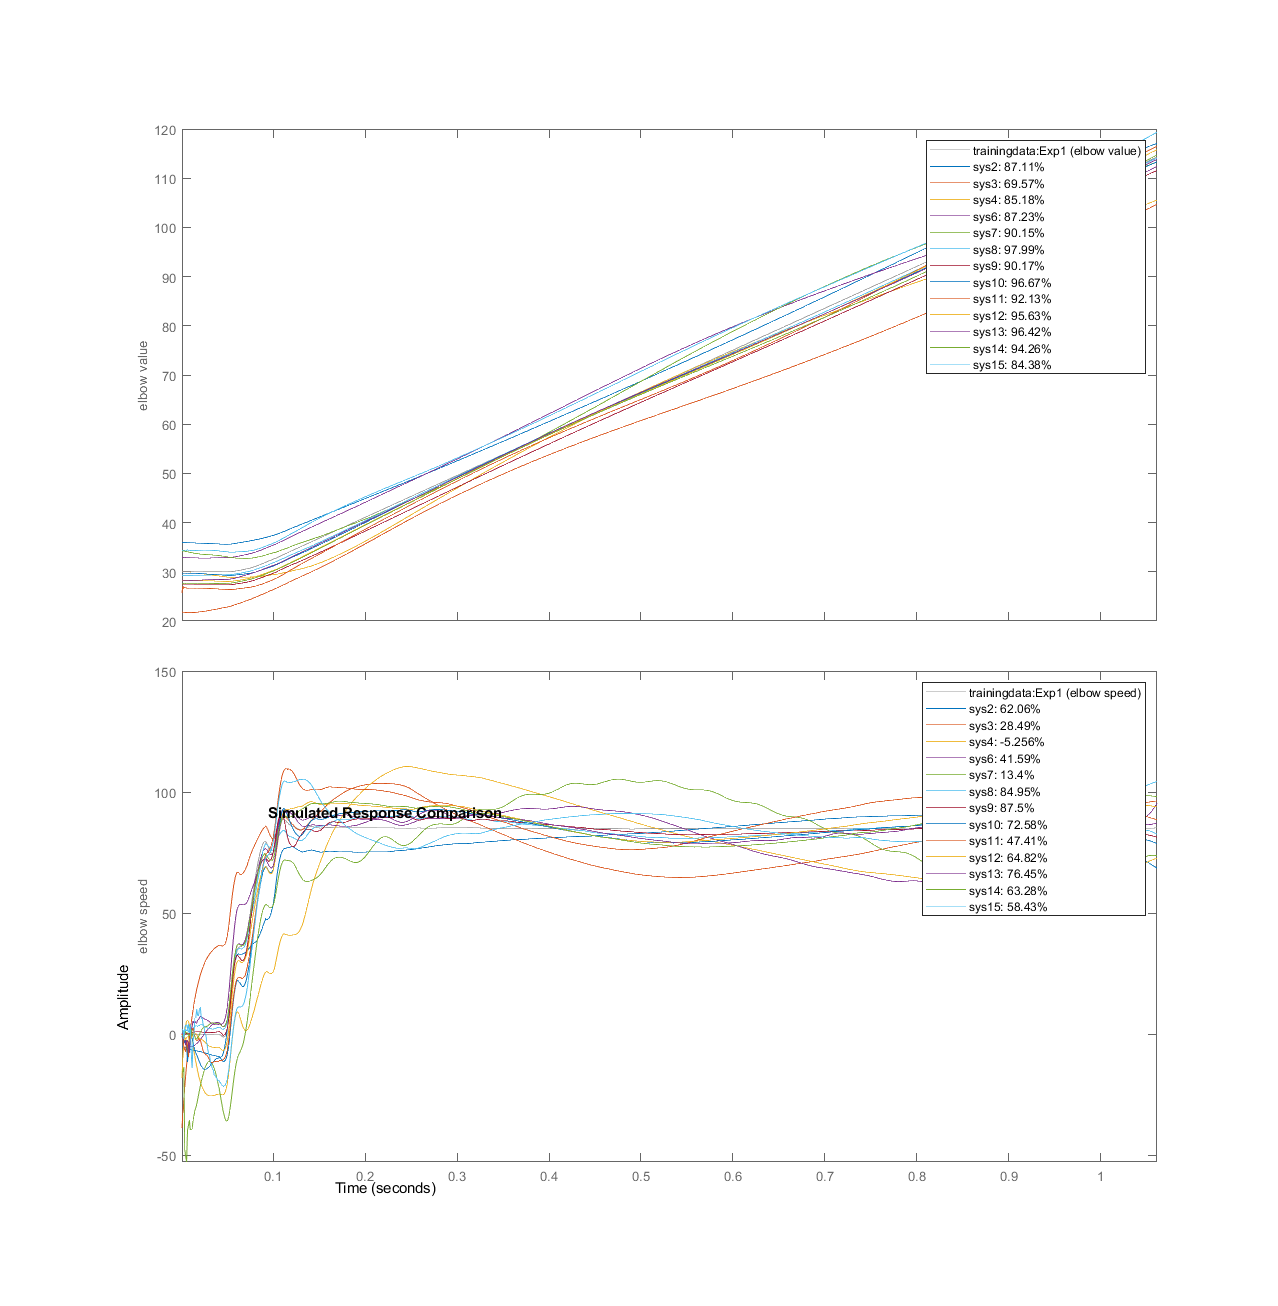 120
110
100
90
80
70
60
50
40
30
20
elbow value
trainingdata:Exp1 (elbow value)
sys2: 87.11%
sys3: 69.57%
sys4: 85.18%
sys6: 87.23%
sys7: 90.15%
sys8: 97.99%
sys9: 90.17%
sys10: 96.67%
sys11: 92.13%
sys12: 95.63%
sys13: 96.42%
sys14: 94.26%
sys15: 84.38%
150
100
50
0
-50
elbow speed
Amplitude
Simulated Response Comparison
trainingdata:Exp1 (elbow speed)
sys2: 62.06%
sys3: 28.49%
sys4: -5.256%
sys6: 41.59%
sys7: 13.4%
sys8: 84.95%
sys9: 87.5%
sys10: 72.58%
sys11: 47.41%
sys12: 64.82%
sys13: 76.45%
sys14: 63.28%
sys15: 58.43%
0.1 0.2 0.3 0.4 0.5 0.6 0.7 0.8 0.9 1
Time (seconds)